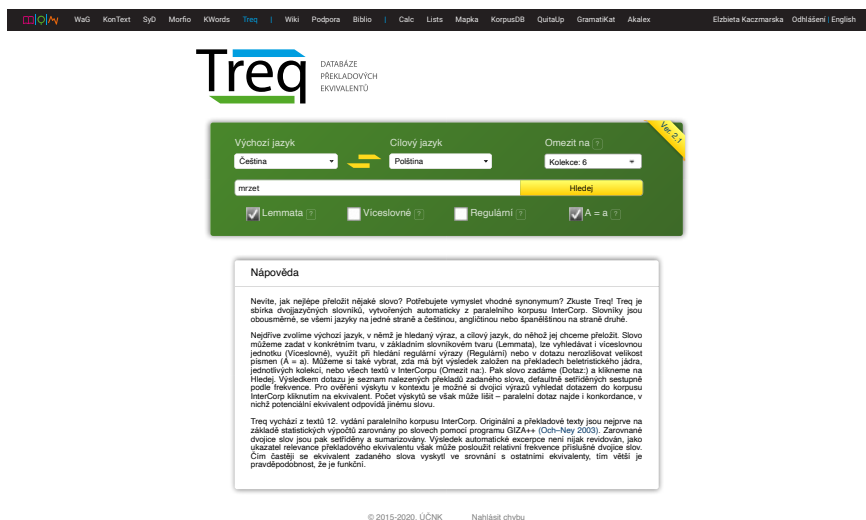 WaG KonText SyD Morfio KWords Treq | Wiki Podpora Biblio | Calc Lists Mapka KorpusDB QuitaUp GramatiKat Akalex Elzbieta Kaczmarska Odhlášení | English
Treq
DATABÁZE
PŘEKLADOVÝCH
EKVIVALENTŮ
Ver. 2.1
Výchozí jazyk Cílový jazyk Omezit na ?
Čeština Polština Kolekce: 6
mrzet Hledej
Lemmata ? Víceslovné ? Regulární ? A = a ?
Nápověda
Nevíte, jak nejlépe přeložit nějaké slovo? Potřebujete vymyslet vhodné synonymum? Zkuste Treq! Treq je
sbírka dvojjazyčných slovníků, vytvořených automaticky z paralelního korpusu InterCorp. Slovníky jsou
obousměrné, se všemi jazyky na jedné straně a češtinou, angličtinou nebo španělštinou na straně druhé.
Nejdříve zvolíme výchozí jazyk, v němž je hledaný výraz, a cílový jazyk, do něhož jej chceme přeložit. Slovo
můžeme zadat v konkrétním tvaru, v základním slovníkovém tvaru (Lemmata), lze vyhledávat i víceslovnou
jednotku (Víceslovné), využít při hledání regulární výrazy (Regulární) nebo v dotazu nerozlišovat velikost
písmen (A = a). Můžeme si také vybrat, zda má být výsledek založen na překladech beletristického jádra,
jednotlivých kolekcí, nebo všech textů v InterCorpu (Omezit na:). Pak slovo zadáme (Dotaz:) a klikneme na
Hledej. Výsledkem dotazu je seznam nalezených překladů zadaného slova, defaultně setříděných sestupně
podle frekvence. Pro ověření výskytu v kontextu je možné si dvojici výrazů vyhledat dotazem do korpusu
InterCorp kliknutím na ekvivalent. Počet výskytů se však může lišit – paralelní dotaz najde i konkordance, v
nichž potenciální ekvivalent odpovídá jinému slovu.
Treq vychází z textů 12. vydání paralelního korpusu InterCorp. Originální a překladové texty jsou nejprve na
základě statistických výpočtů zarovnány po slovech pomocí programu GIZA++ (Och–Ney 2003). Zarovnané
dvojice slov jsou pak setříděny a sumarizovány. Výsledek automatické excerpce není nijak revidován, jako
ukazatel relevance překladového ekvivalentu však může posloužit relativní frekvence příslušné dvojice slov.
Čím častěji se ekvivalent zadaného slova vyskytl ve srovnání s ostatními ekvivalenty, tím větší je
pravděpodobnost, že je funkční.
© 2015-2020, ÚČNK Nahlásit chybu